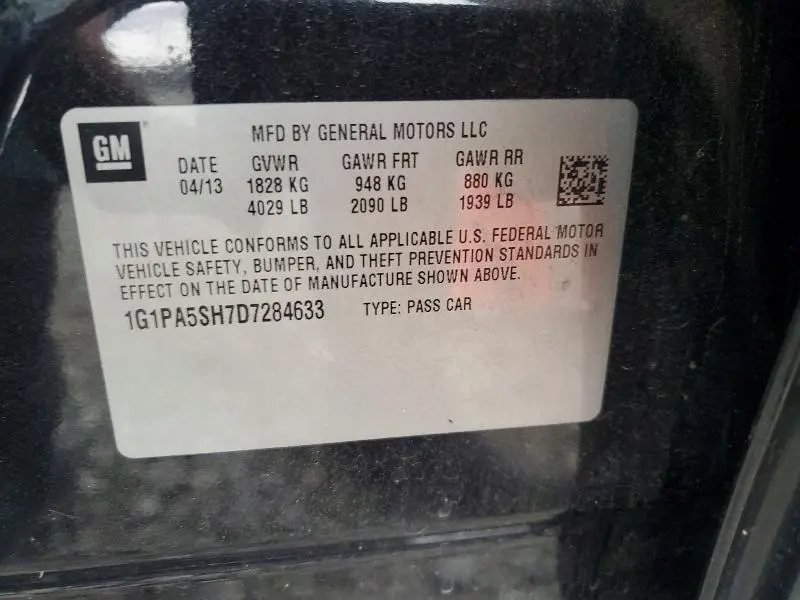 GM
MFD BY GENERAL MOTORS LLC
DATE GVWR GAWR FRT GAWR RR
04/13 1828 KG 948 KG 880 KG
4029 LB 2090 LB 1939 LB
THIS VEHICLE CONFORMS TO ALL APPLICABLE U.S. FEDERAL MOTOR
VEHICLE SAFETY, BUMPER, AND THEFT PREVENTION STANDARDS IN
EFFECT ON THE DATE OF MANUFACTURE SHOWN ABOVE.
1G1PA5SH7D7284633 TYPE: PASS CAR